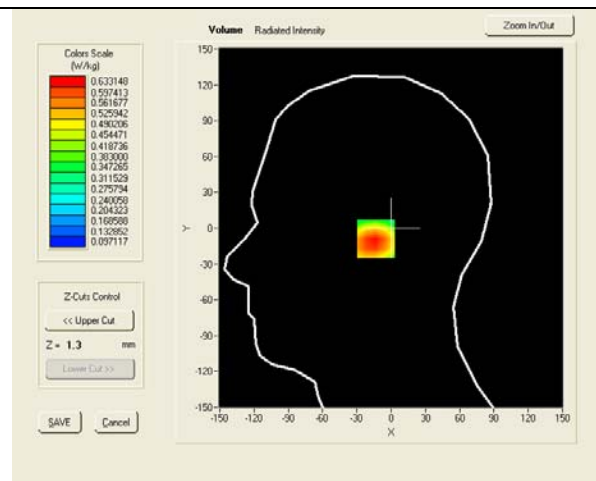 Volume Radiated Intensity
Zoom In/Out
Colors Scale
(W/kg)
0.633148
0.597413
0.561677
0.525942
0.490206
0.454471
0.418736
0.383000
0.347265
0.311529
0.275794
0.240058
0.204323
0.168588
0.132852
0.097117
150
120
90
60
30
0
-30
-60
-90
-120
-150
Y
-150 -120 -90 -60 -30 0 30 60 90 120 150
X
Z-Cuts Control
<< Upper Cut
Z = 1.3 mm
Lower Cut >>
SAVE Cancel